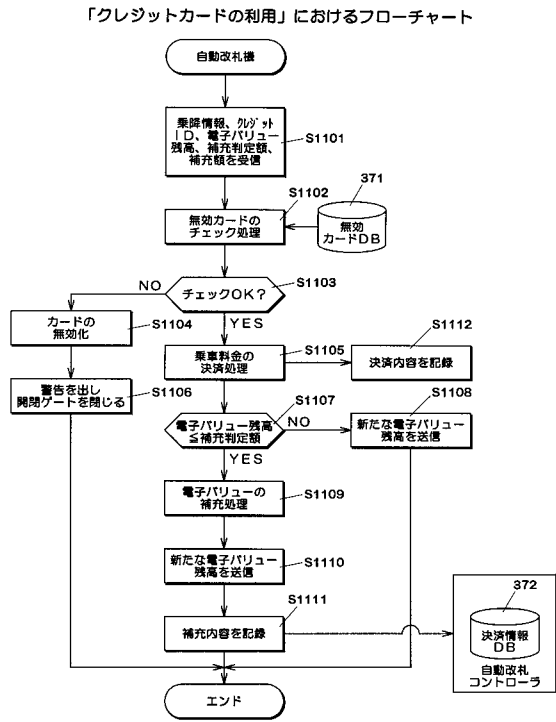 「クレジットカードの利用」におけるフローチャート
自動改札機
乗降情報、クレジット
ID、電子バリュー
残高、補充判定額、
補充額を受信
S1101
S1102
371
無効カードの
チェック処理
無効
カードDB
チェックOK?
S1103
NO
YES
カードの
無効化
S1104
乗車料金の
決済処理
S1105
S1112
決済内容を記録
警告を出し
開閉ゲートを閉じる
S1106
電子バリュー残高
≦補充判定額
S1107
NO
YES
S1108
新たな電子バリュー
残高を送信
電子バリューの
補充処理
S1109
新たな電子バリュー
残高を送信
S1110
S1111
補充内容を記録
372
決済情報
DB
自動改札
コントローラ
エンド